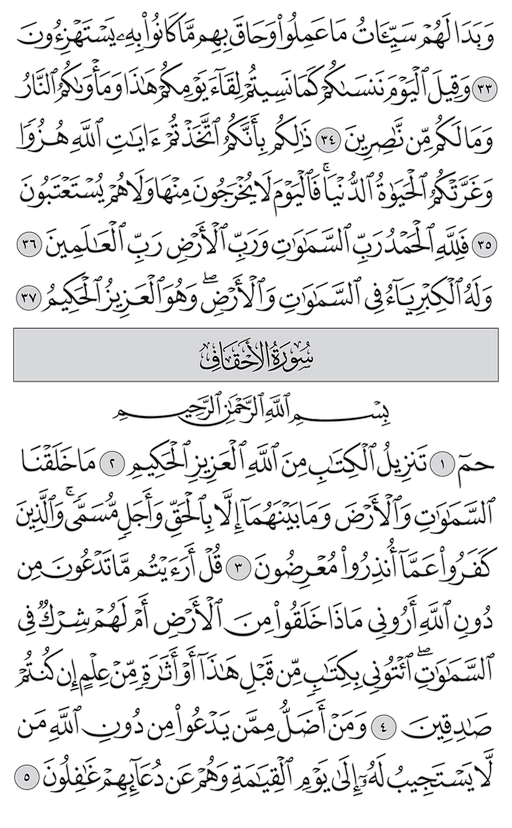 وَبَدَا لَهُمْ سَيِّـَٔاتُ مَا عَمِلُوا۟ وَحَاقَ بِهِم مَّا كَانُوا۟ بِهِۦ يَسْتَهْزِءُونَ
٣٣ وَقِيلَ ٱلْيَوْمَ نَنسَىٰكُمْ كَمَا نَسِيتُمْ لِقَآءَ يَوْمِكُمْ هَٰذَا وَمَأْوَىٰكُمُ ٱلنَّارُ
وَمَا لَكُم مِّن نَّٰصِرِينَ ٣٤ ذَٰلِكُم بِأَنَّكُمُ ٱتَّخَذْتُمْ ءَايَٰتِ ٱللَّهِ هُزُوًا
وَغَرَّتْكُمُ ٱلْحَيَوٰةُ ٱلدُّنْيَا ۚ فَٱلْيَوْمَ لَا يُخْرَجُونَ مِنْهَا وَلَا هُمْ يُسْتَعْتَبُونَ
٣٥ فَلِلَّهِ ٱلْحَمْدُ رَبِّ ٱلسَّمَٰوَٰتِ وَرَبِّ ٱلْأَرْضِ رَبِّ ٱلْعَٰلَمِينَ ٣٦
وَلَهُ ٱلْكِبْرِيَآءُ فِى ٱلسَّمَٰوَٰتِ وَٱلْأَرْضِ ۖ وَهُوَ ٱلْعَزِيزُ ٱلْحَكِيمُ ٣٧
سُورَةُ الأَحْقَافِ
بِسْمِ ٱللَّهِ ٱلرَّحْمَٰنِ ٱلرَّحِيمِ
حمٓ ١ تَنزِيلُ ٱلْكِتَٰبِ مِنَ ٱللَّهِ ٱلْعَزِيزِ ٱلْحَكِيمِ ٢ مَا خَلَقْنَا
ٱلسَّمَٰوَٰتِ وَٱلْأَرْضَ وَمَا بَيْنَهُمَآ إِلَّا بِٱلْحَقِّ وَأَجَلٍ مُّسَمًّى ۚ وَٱلَّذِينَ
كَفَرُوا۟ عَمَّآ أُنذِرُوا۟ مُعْرِضُونَ ٣ قُلْ أَرَءَيْتُم مَّا تَدْعُونَ مِن
دُونِ ٱللَّهِ أَرُونِى مَاذَا خَلَقُوا۟ مِنَ ٱلْأَرْضِ أَمْ لَهُمْ شِرْكٌ فِى
ٱلسَّمَٰوَٰتِ ۖ ٱئْتُونِى بِكِتَٰبٍ مِّن قَبْلِ هَٰذَآ أَوْ أَثَٰرَةٍ مِّنْ عِلْمٍ إِن كُنتُمْ
صَٰدِقِينَ ٤ وَمَنْ أَضَلُّ مِمَّن يَدْعُوا۟ مِن دُونِ ٱللَّهِ مَن
لَّا يَسْتَجِيبُ لَهُۥٓ إِلَىٰ يَوْمِ ٱلْقِيَٰمَةِ وَهُمْ عَن دُعَآئِهِمْ غَٰفِلُونَ ٥